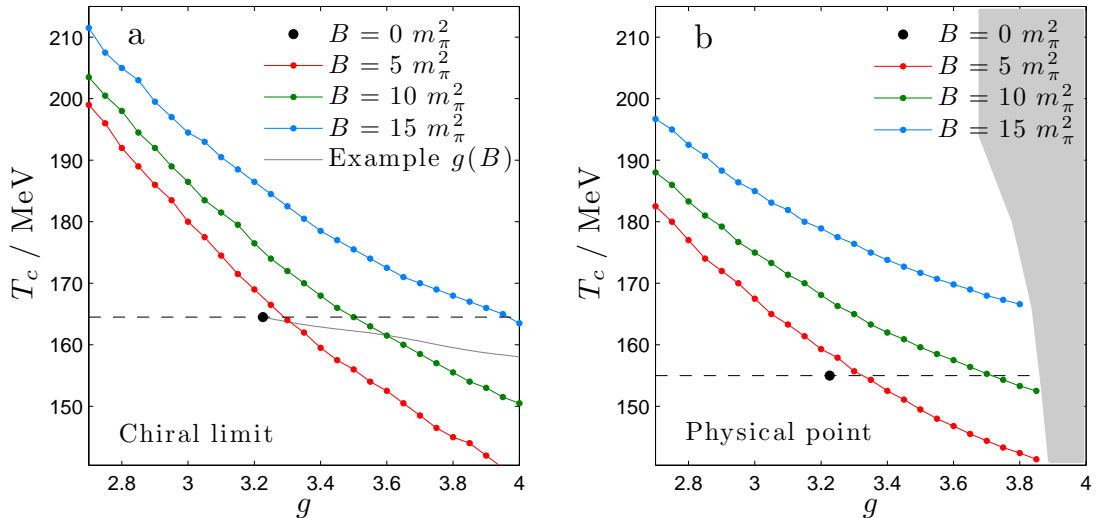 a
B = 0 m_π^2
B = 5 m_π^2
B = 10 m_π^2
B = 15 m_π^2
Example g(B)
Chiral limit
T_c / MeV
210
200
190
180
170
160
150
2.8 3 3.2 3.4 3.6 3.8 4
g
b
B = 0 m_π^2
B = 5 m_π^2
B = 10 m_π^2
B = 15 m_π^2
Physical point
T_c / MeV
210
200
190
180
170
160
150
2.8 3 3.2 3.4 3.6 3.8 4
g